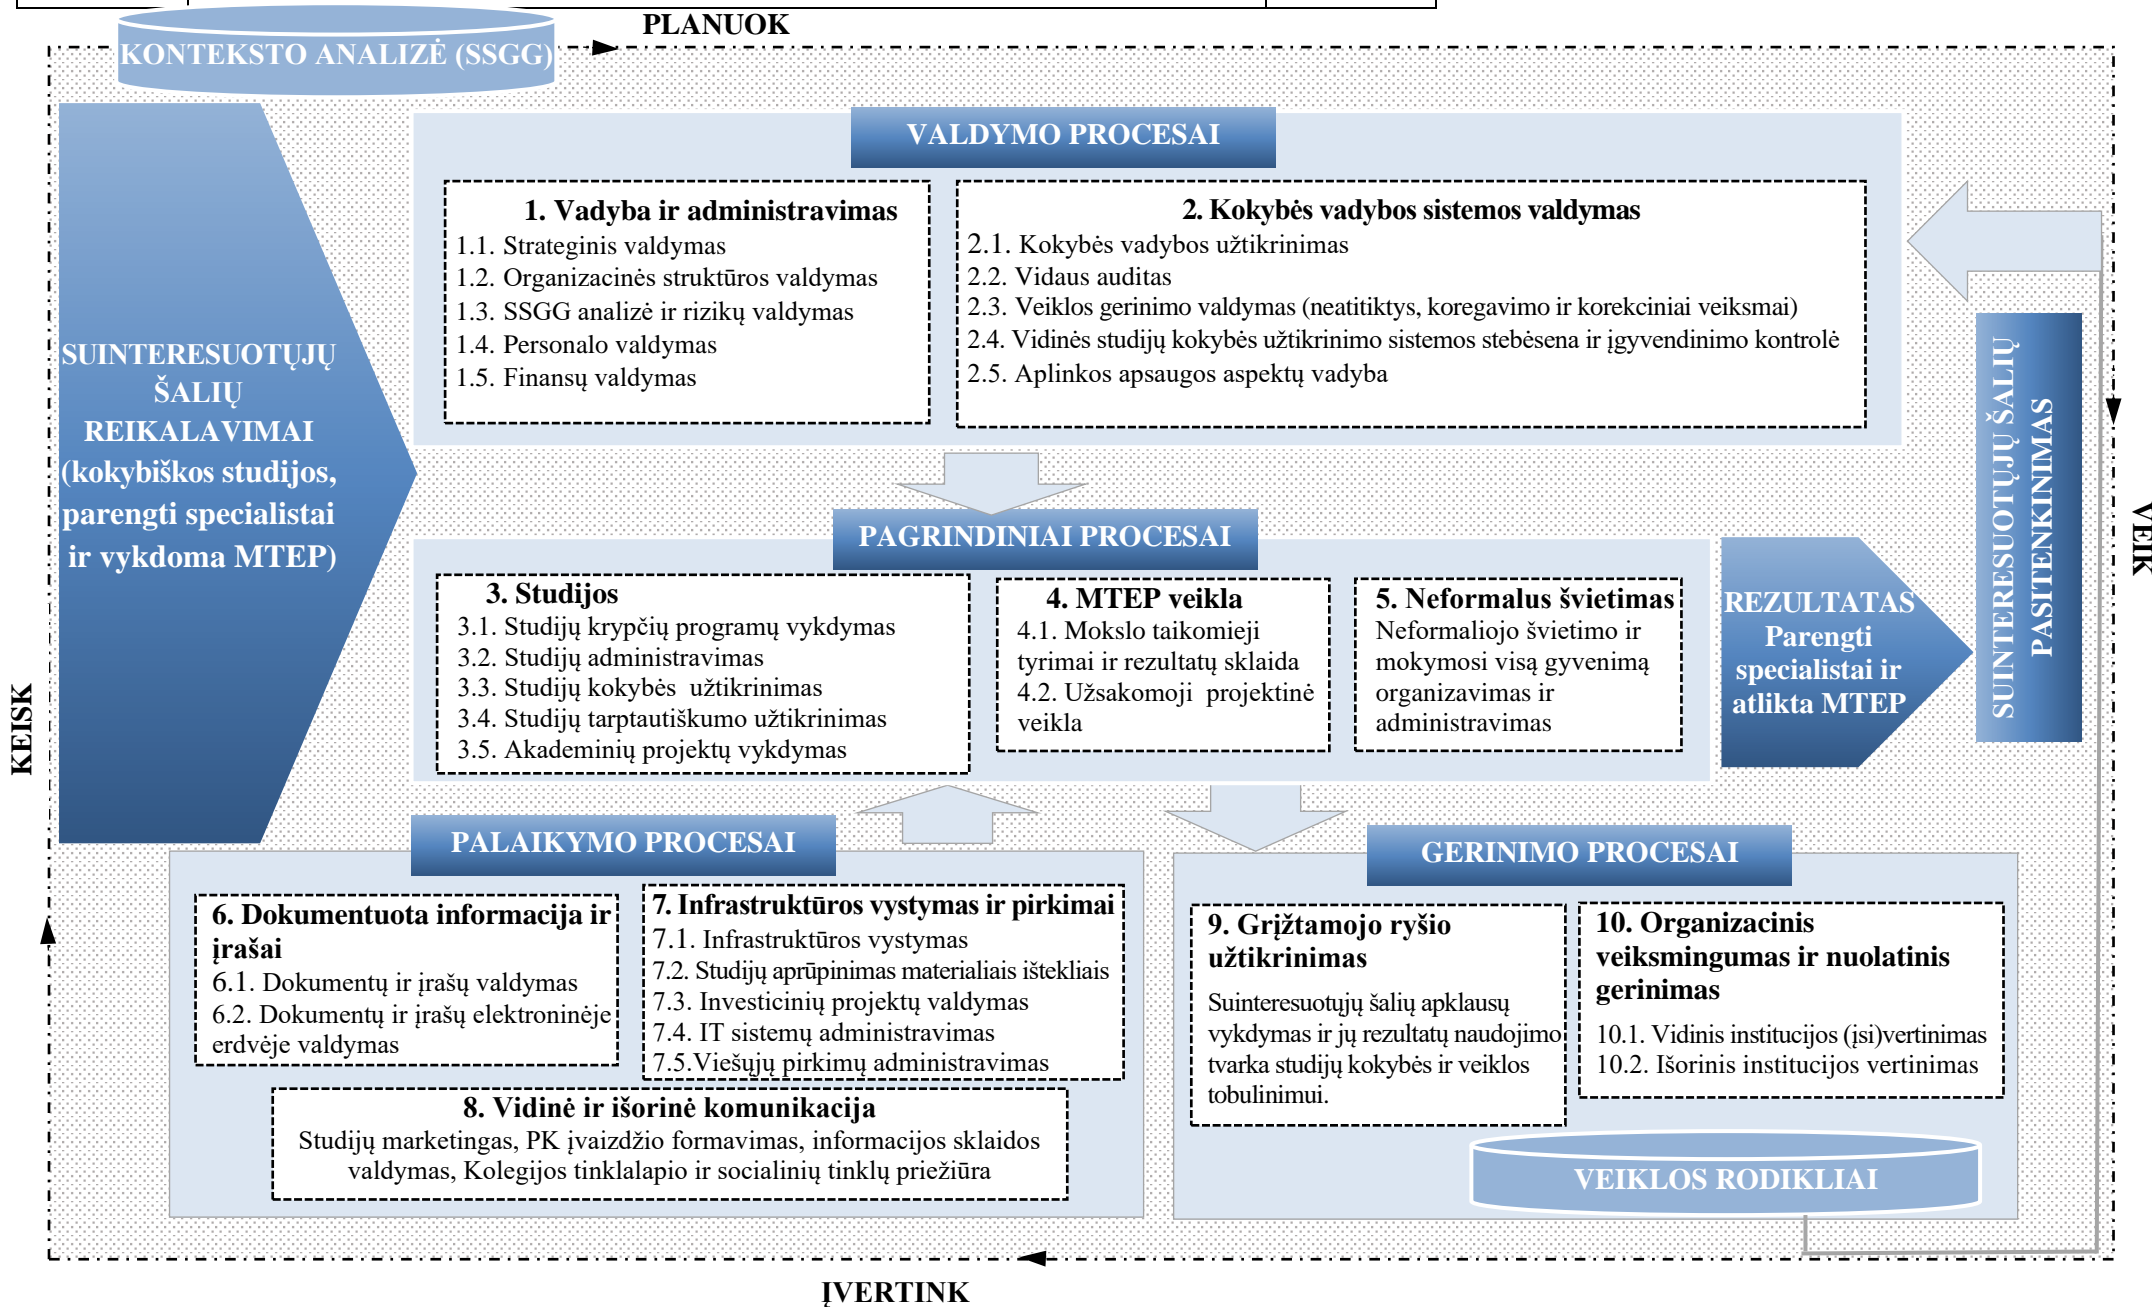 PLANUOK
KONTEKSTO ANALIZĖ (SSGG)
SUINTERESUOTŲJŲ
ŠALIŲ
REIKALAVIMAI
(kokybiškos studijos,
parengti specialistai
ir vykdoma MTEP)
VALDYMO PROCESAI
1. Vadyba ir administravimas
1.1. Strateginis valdymas
1.2. Organizacinės struktūros valdymas
1.3. SSGG analizė ir rizikų valdymas
1.4. Personalo valdymas
1.5. Finansų valdymas
2. Kokybės vadybos sistemos valdymas
2.1. Kokybės vadybos užtikrinimas
2.2. Vidaus auditas
2.3. Veiklos gerinimo valdymas (neatitiktys, koregavimo ir korekciniai veiksmai)
2.4. Vidinės studijų kokybės užtikrinimo sistemos stebėsena ir įgyvendinimo kontrolė
2.5. Aplinkos apsaugos aspektų vadyba
PAGRINDINIAI PROCESAI
3. Studijos
3.1. Studijų krypčių programų vykdymas
3.2. Studijų administravimas
3.3. Studijų kokybės užtikrinimas
3.4. Studijų tarptautiškumo užtikrinimas
3.5. Akademinių projektų vykdymas
4. MTEP veikla
4.1. Mokslo taikomieji
tyrimai ir rezultatų sklaida
4.2. Užsakomoji projektinė
veikla
5. Neformalus švietimas
Neformaliojo švietimo ir
mokymosi visą gyvenimą
organizavimas ir
administravimas
REZULTATAS
Parengti
specialistai ir
atlikta MTEP
SUINTERESUOTŲJŲ ŠALIŲ
PASITENKINIMAS
VEIK
KEISK
PALAIKYMO PROCESAI
6. Dokumentuota informacija ir
įrašai
6.1. Dokumentų ir įrašų valdymas
6.2. Dokumentų ir įrašų elektroninėje
erdvėje valdymas
7. Infrastruktūros vystymas ir pirkimai
7.1. Infrastruktūros vystymas
7.2. Studijų aprūpinimas materialiais ištekliais
7.3. Investicinių projektų valdymas
7.4. IT sistemų administravimas
7.5.Viešųjų pirkimų administravimas
8. Vidinė ir išorinė komunikacija
Studijų marketingas, PK įvaizdžio formavimas, informacijos sklaidos
valdymas, Kolegijos tinklalapio ir socialinių tinklų priežiūra
GERINIMO PROCESAI
9. Grįžtamojo ryšio
užtikrinimas
Suinteresuotųjų šalių apklausų
vykdymas ir jų rezultatų naudojimo
tvarka studijų kokybės ir veiklos
tobulinimui.
10. Organizacinis
veiksmingumas ir nuolatinis
gerinimas
10.1. Vidinis institucijos (įsi)vertinimas
10.2. Išorinis institucijos vertinimas
VEIKLOS RODIKLIAI
ĮVERTINK